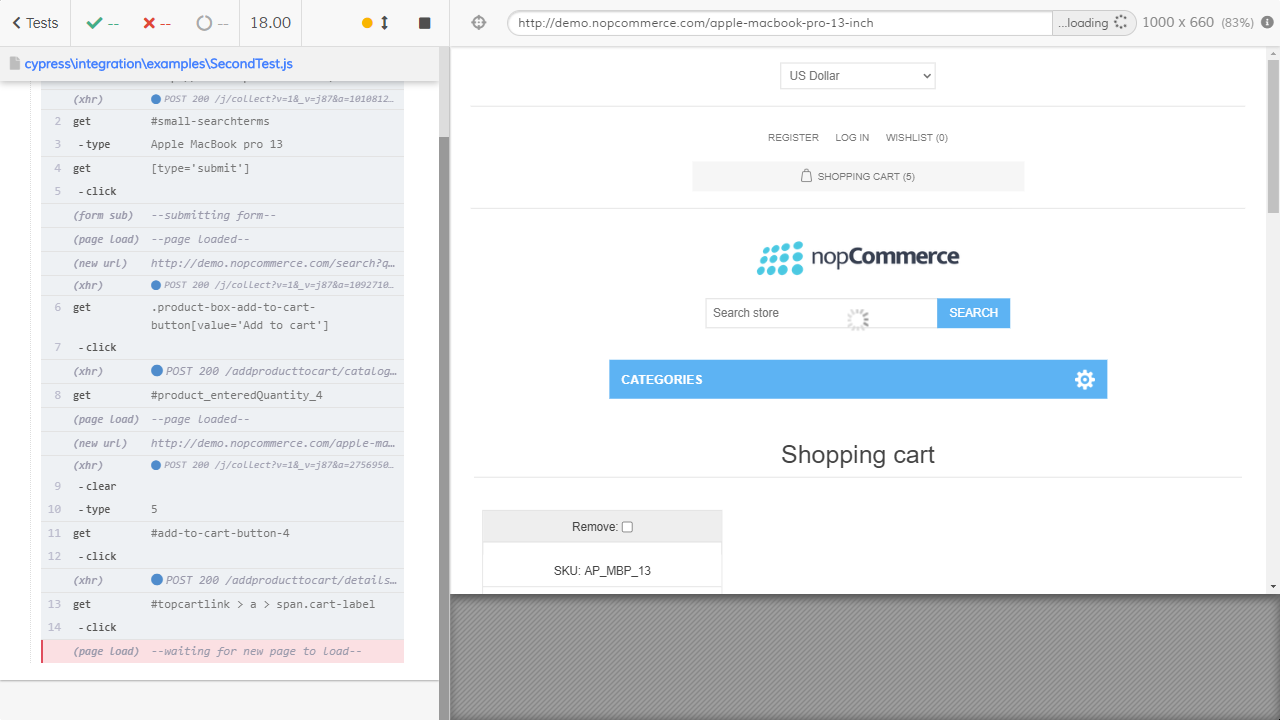 Tests
--
--
--
18.00
http://demo.nopcommerce.com/apple-macbook-pro-13-inch
...loading
1000 x 660 (83%)
cypress\integration\examples\SecondTest.js
(xhr) POST 200 /j/collect?v=1&_v=j87&a=1010812…
2 get #small-searchterms
3 -type Apple MacBook pro 13
4 get [type='submit']
5 -click
(form sub) --submitting form--
(page load) --page loaded--
(new url) http://demo.nopcommerce.com/search?q…
(xhr) POST 200 /j/collect?v=1&_v=j87&a=1092710…
6 get .product-box-add-to-cart-
button[value='Add to cart']
7 -click
(xhr) POST 200 /addproducttocart/catalog…
8 get #product_enteredQuantity_4
(page load) --page loaded--
(new url) http://demo.nopcommerce.com/apple-ma…
(xhr) POST 200 /j/collect?v=1&_v=j87&a=2756950…
9 -clear
10 -type 5
11 get #add-to-cart-button-4
12 -click
(xhr) POST 200 /addproducttocart/details…
13 get #topcartlink > a > span.cart-label
14 -click
(page load) --waiting for new page to load--
US Dollar
REGISTER LOG IN WISHLIST (0)
SHOPPING CART (5)
nopCommerce
Search store SEARCH
CATEGORIES
Shopping cart
Remove:
SKU: AP_MBP_13